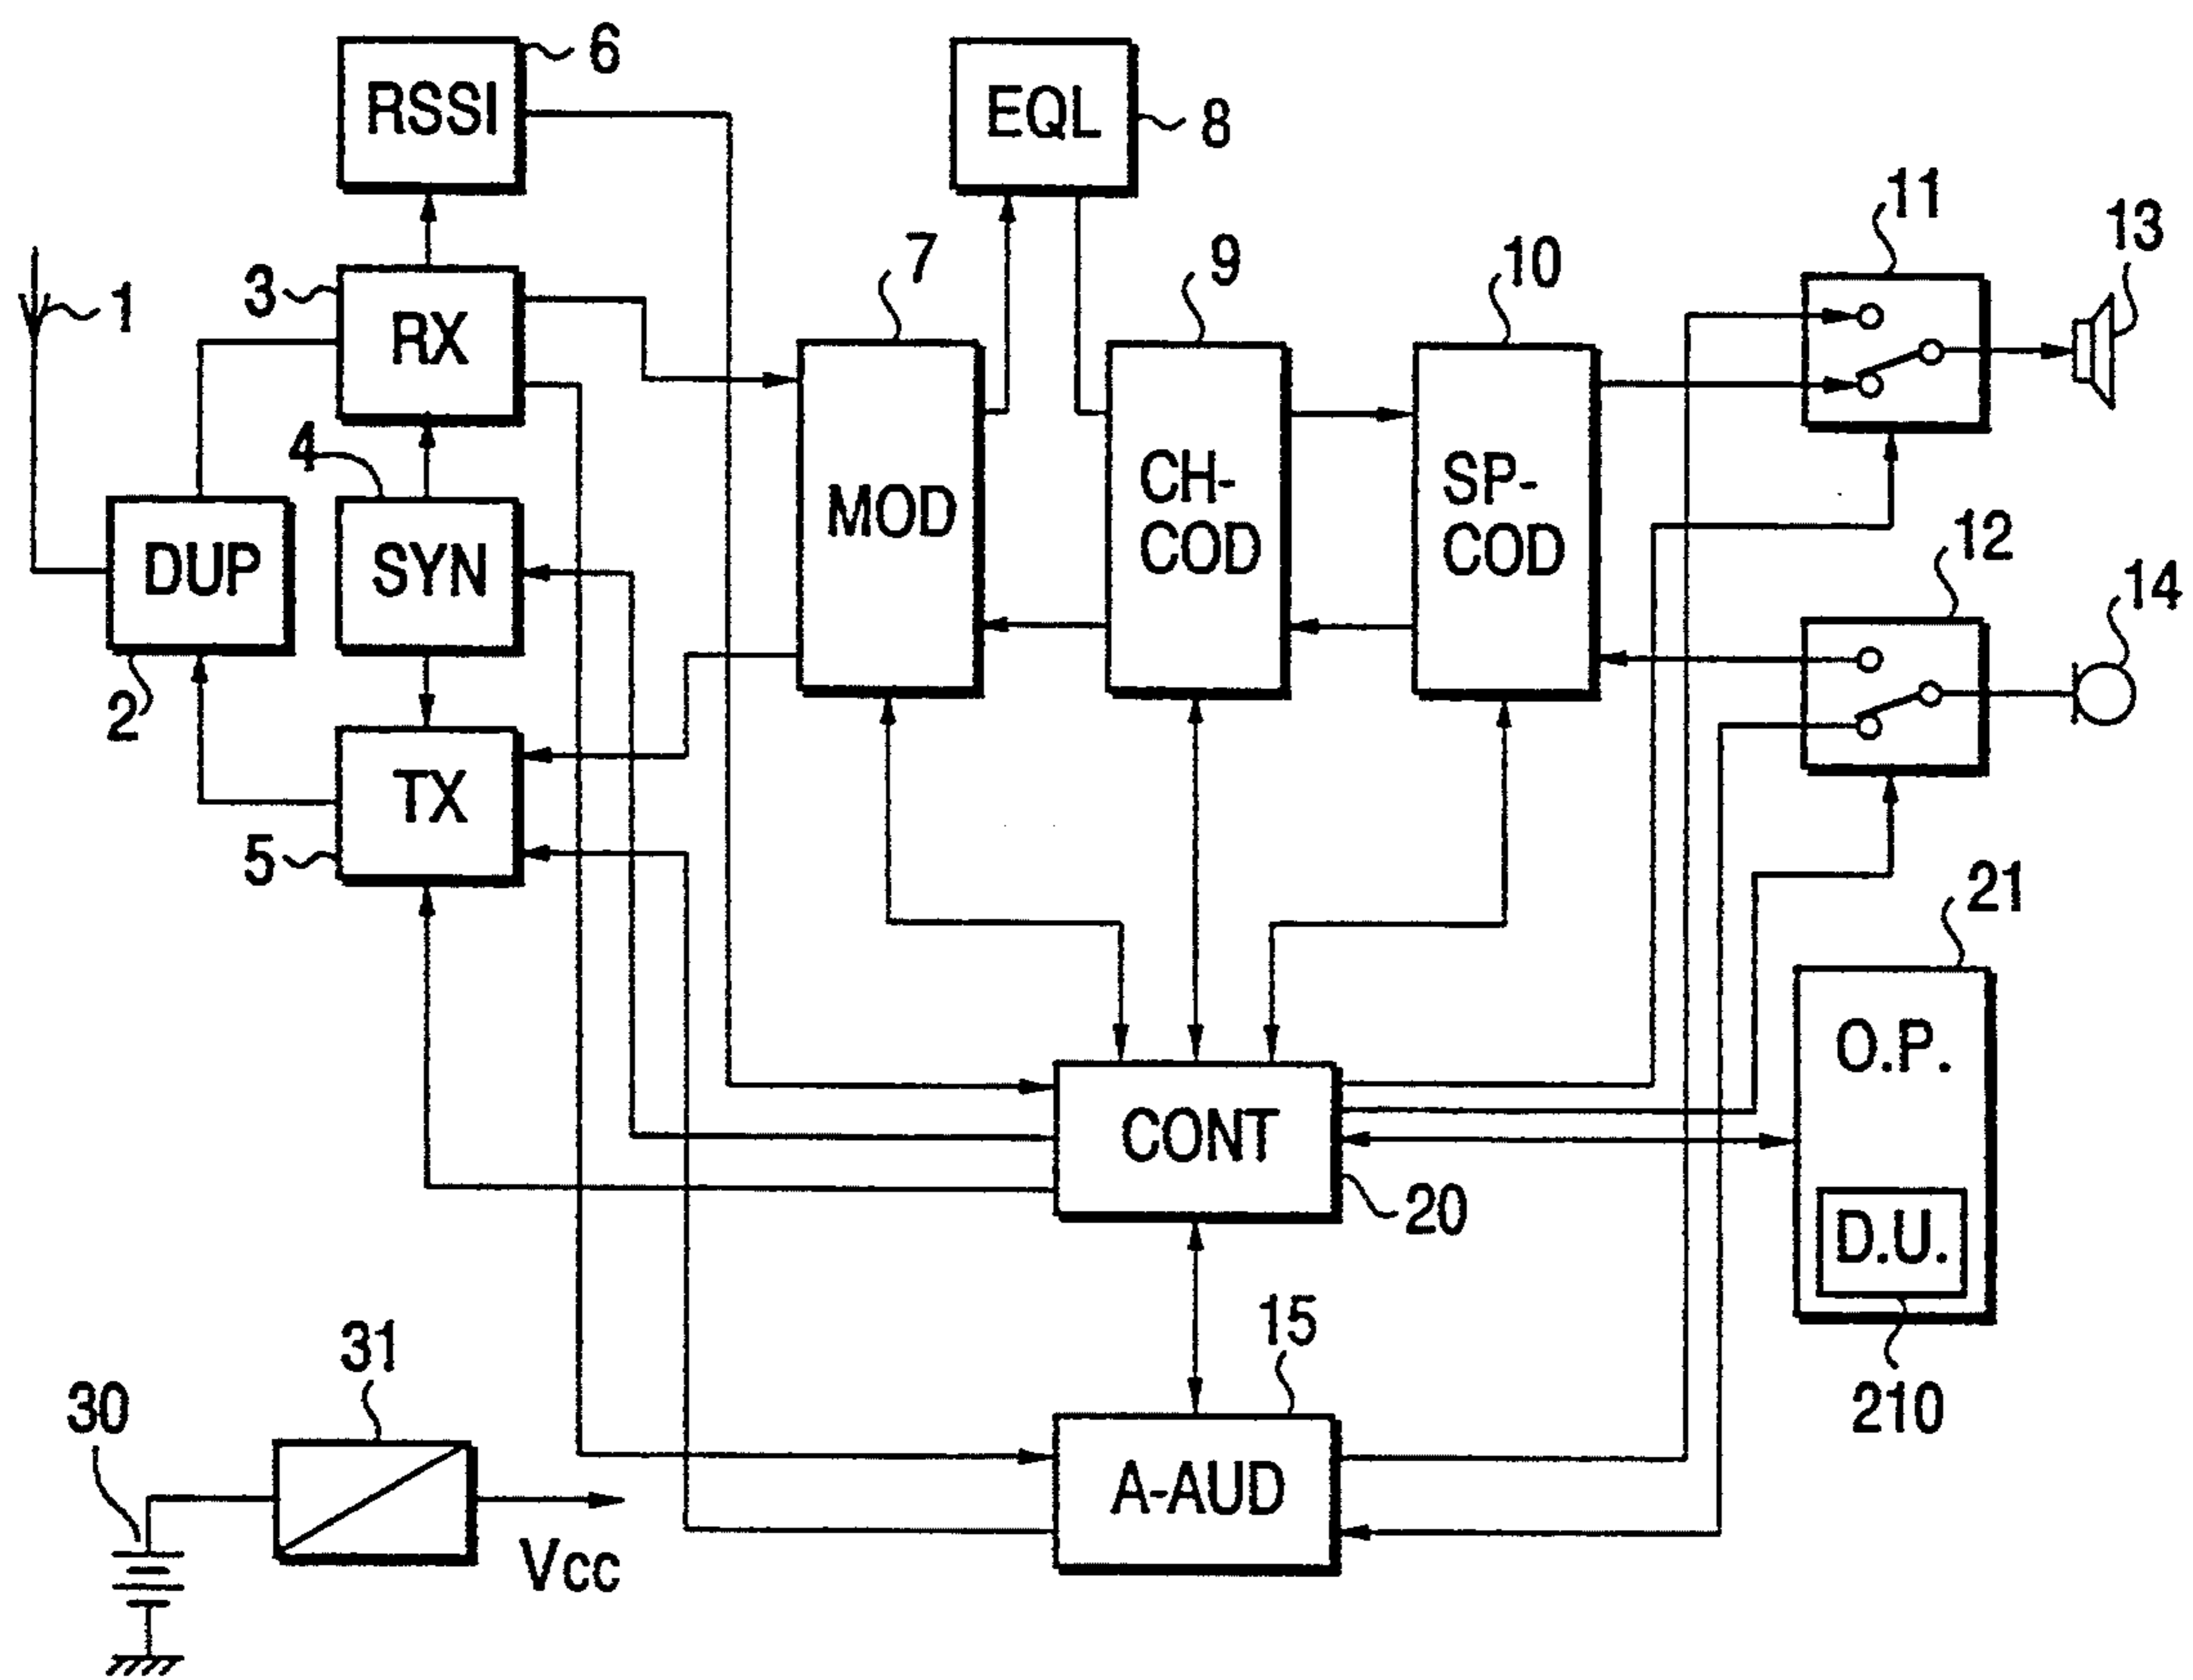 6
RSSI
EQL
8
11
13
7
9
10
3
1
RX
4
MOD
CH-
COD
SP-
COD
12
14
DUP
SYN
2
TX
5
21
O.P.
CONT
20
D.U.
15
31
210
30
A-AUD
Vcc